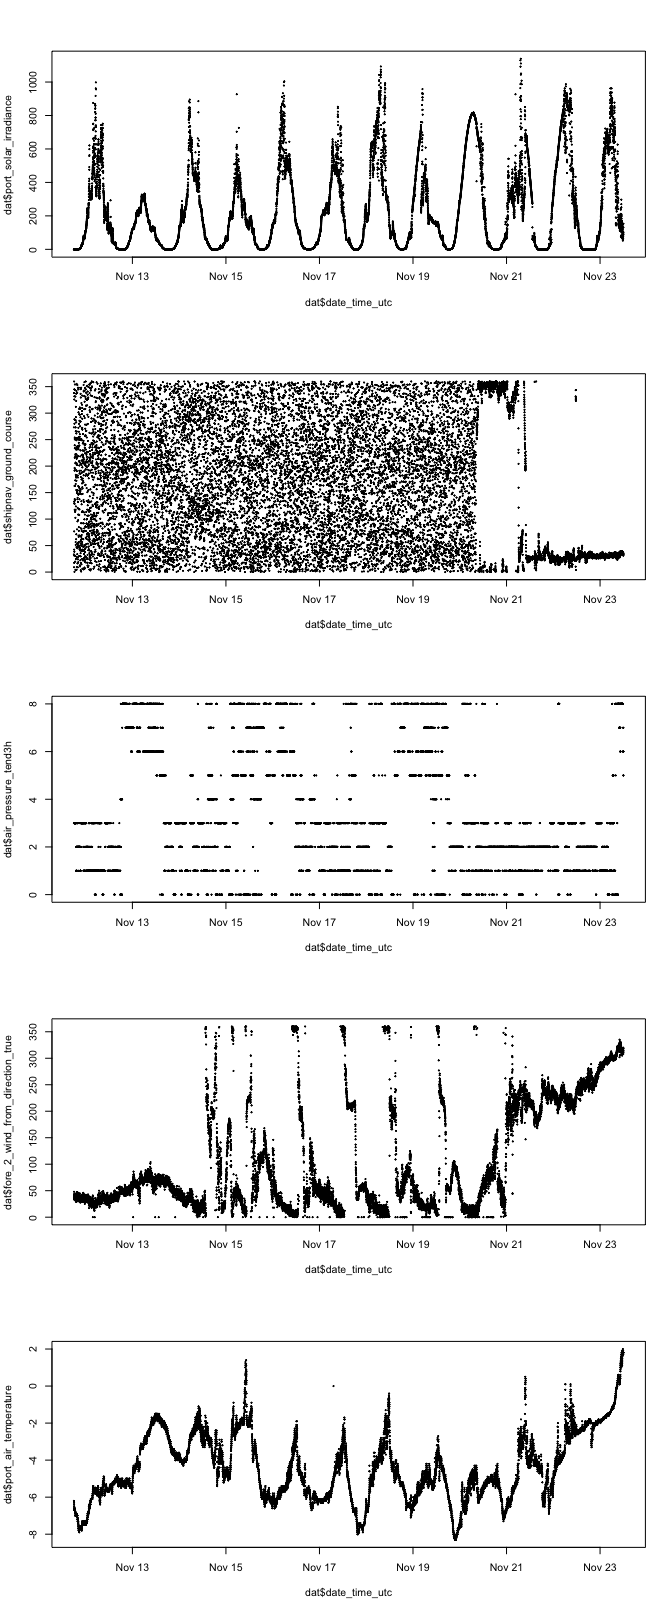 dat$port_solar_irradiance
0 200 400 600 800 1000
Nov 13 Nov 15 Nov 17 Nov 19 Nov 21 Nov 23
dat$date_time_utc
dat$shipnav_ground_course
0 50 100 150 200 250 300 350
Nov 13 Nov 15 Nov 17 Nov 19 Nov 21 Nov 23
dat$date_time_utc
dat$air_pressure_tend3h
0 2 4 6 8
Nov 13 Nov 15 Nov 17 Nov 19 Nov 21 Nov 23
dat$date_time_utc
dat$fore_2_wind_from_direction_true
0 50 100 150 200 250 300 350
Nov 13 Nov 15 Nov 17 Nov 19 Nov 21 Nov 23
dat$date_time_utc
dat$port_air_temperature
-8 -6 -4 -2 0 2
Nov 13 Nov 15 Nov 17 Nov 19 Nov 21 Nov 23
dat$date_time_utc